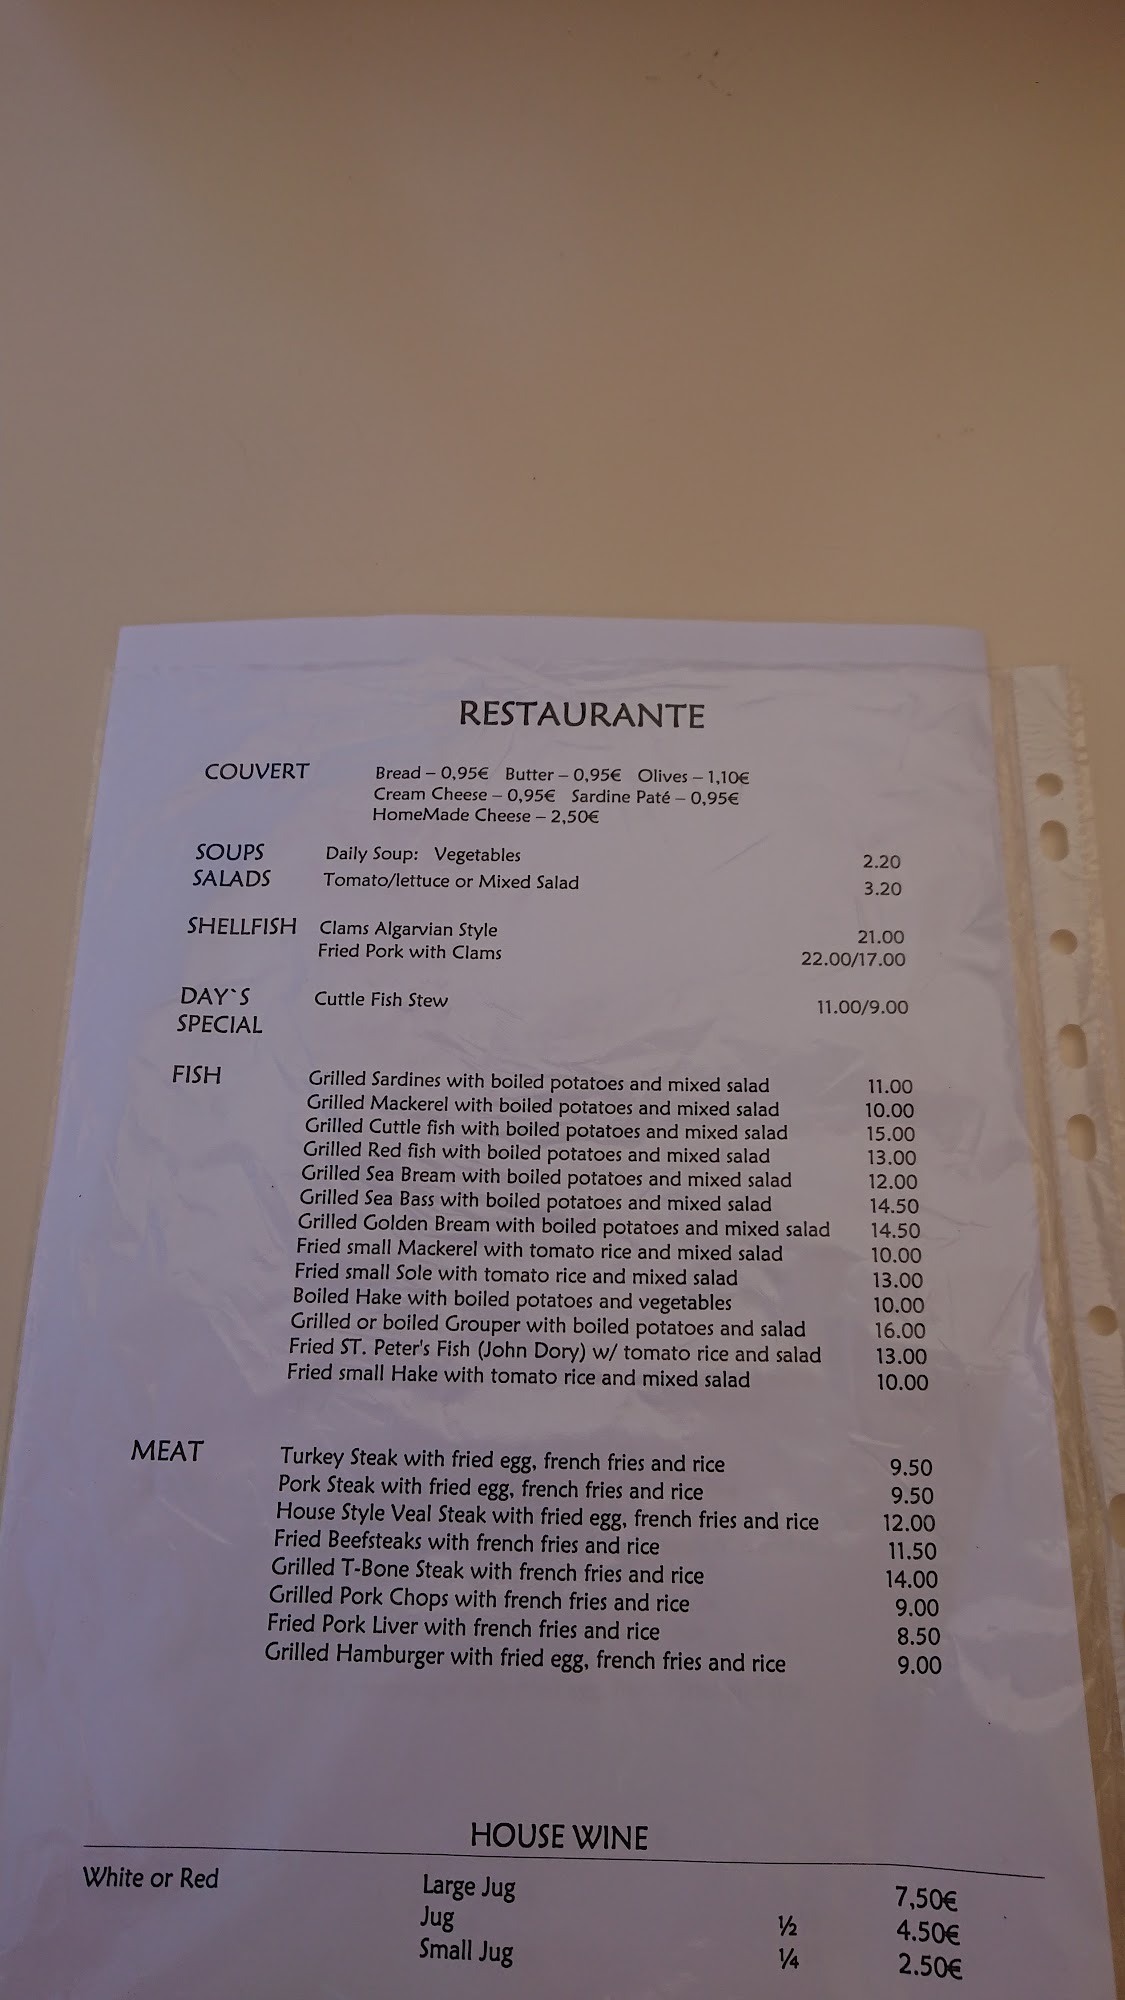 RESTAURANTE
COUVERT Bread – 0,95€ Butter – 0,95€ Olives – 1,10€
Cream Cheese – 0,95€ Sardine Paté – 0,95€
HomeMade Cheese – 2,50€
SOUPS Daily Soup: Vegetables 2.20
SALADS Tomato/lettuce or Mixed Salad 3.20
SHELLFISH Clams Algarvian Style 21.00
Fried Pork with Clams 22.00/17.00
DAY`S Cuttle Fish Stew 11.00/9.00
SPECIAL
FISH Grilled Sardines with boiled potatoes and mixed salad 11.00
Grilled Mackerel with boiled potatoes and mixed salad 10.00
Grilled Cuttle fish with boiled potatoes and mixed salad 15.00
Grilled Red fish with boiled potatoes and mixed salad 13.00
Grilled Sea Bream with boiled potatoes and mixed salad 12.00
Grilled Sea Bass with boiled potatoes and mixed salad 14.50
Grilled Golden Bream with boiled potatoes and mixed salad 14.50
Fried small Mackerel with tomato rice and mixed salad 10.00
Fried small Sole with tomato rice and mixed salad 13.00
Boiled Hake with boiled potatoes and vegetables 10.00
Grilled or boiled Grouper with boiled potatoes and salad 16.00
Fried ST. Peter's Fish (John Dory) w/ tomato rice and salad 13.00
Fried small Hake with tomato rice and mixed salad 10.00
MEAT Turkey Steak with fried egg, french fries and rice 9.50
Pork Steak with fried egg, french fries and rice 9.50
House Style Veal Steak with fried egg, french fries and rice 12.00
Fried Beefsteaks with french fries and rice 11.50
Grilled T-Bone Steak with french fries and rice 14.00
Grilled Pork Chops with french fries and rice 9.00
Fried Pork Liver with french fries and rice 8.50
Grilled Hamburger with fried egg, french fries and rice 9.00
HOUSE WINE
White or Red Large Jug 7,50€
Jug ½ 4.50€
Small Jug ¼ 2.50€